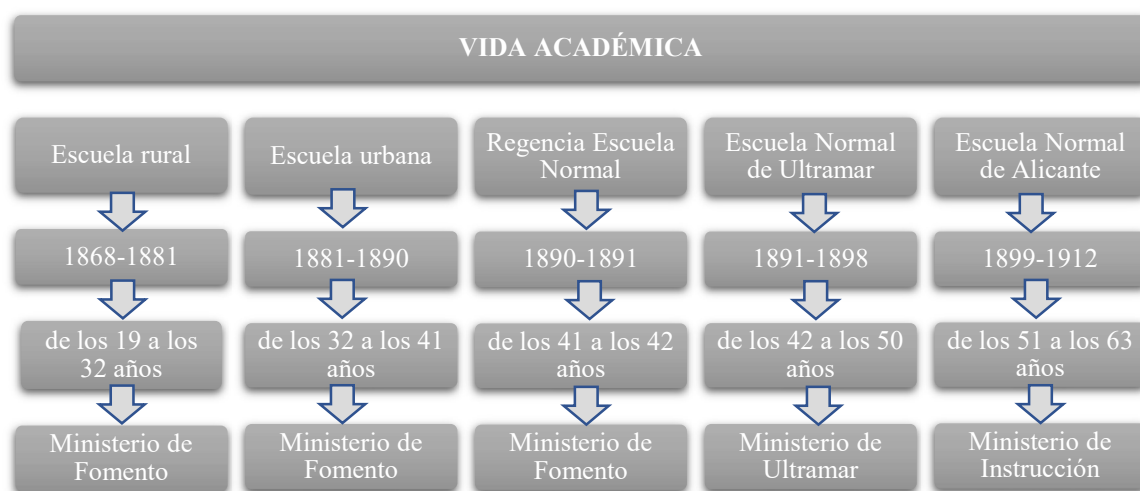 VIDA ACADÉMICA
Escuela rural
1868-1881
de los 19 a los
32 años
Ministerio de
Fomento
Escuela urbana
1881-1890
de los 32 a los 41
años
Ministerio de
Fomento
Regencia Escuela
Normal
1890-1891
de los 41 a los 42
años
Ministerio de
Fomento
Escuela Normal
de Ultramar
1891-1898
de los 42 a los 50
años
Ministerio de
Ultramar
Escuela Normal
de Alicante
1899-1912
de los 51 a los 63
años
Ministerio de
Instrucción